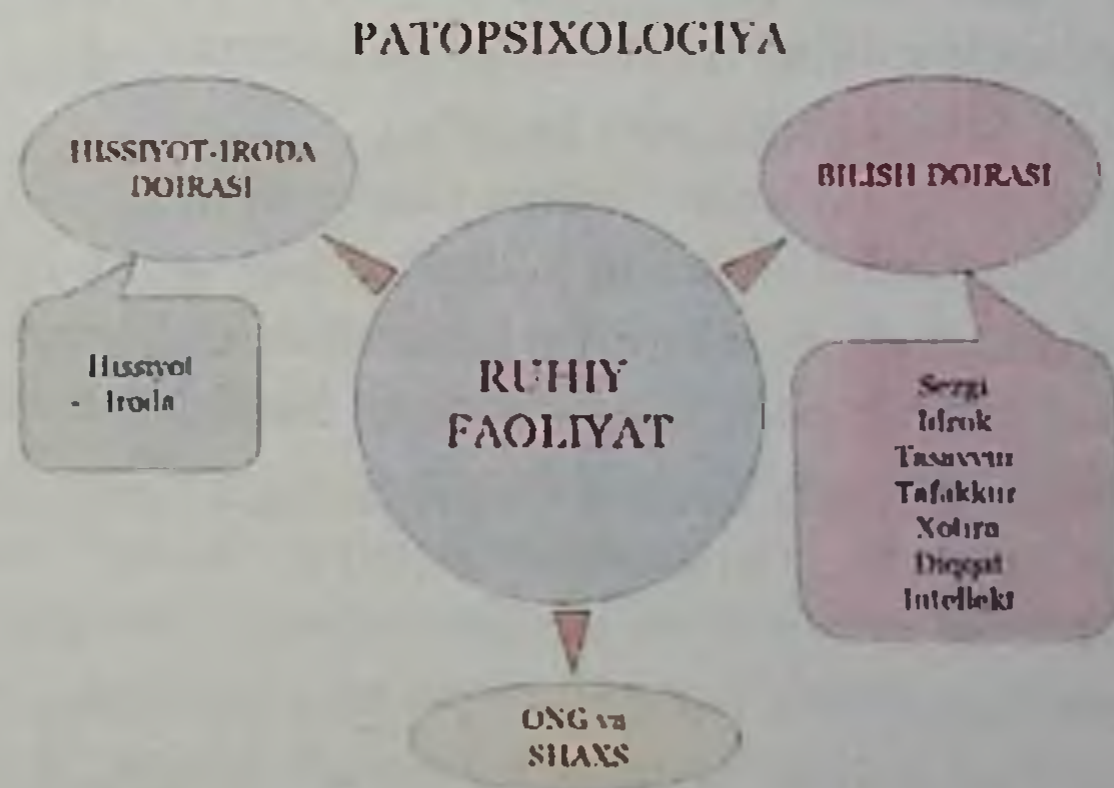 PATOPSIXOLOGIYA
HISSIYOT-IRODA
DOIRASI
BILISH DOIRASI
Hissiyot
- Iroda
RUHIY
FAOLIYAT
Sezgi
Idrok
Tasavvur
Tafakkur
Xotira
Diqqat
Intellekt
ONG va
SHAXS